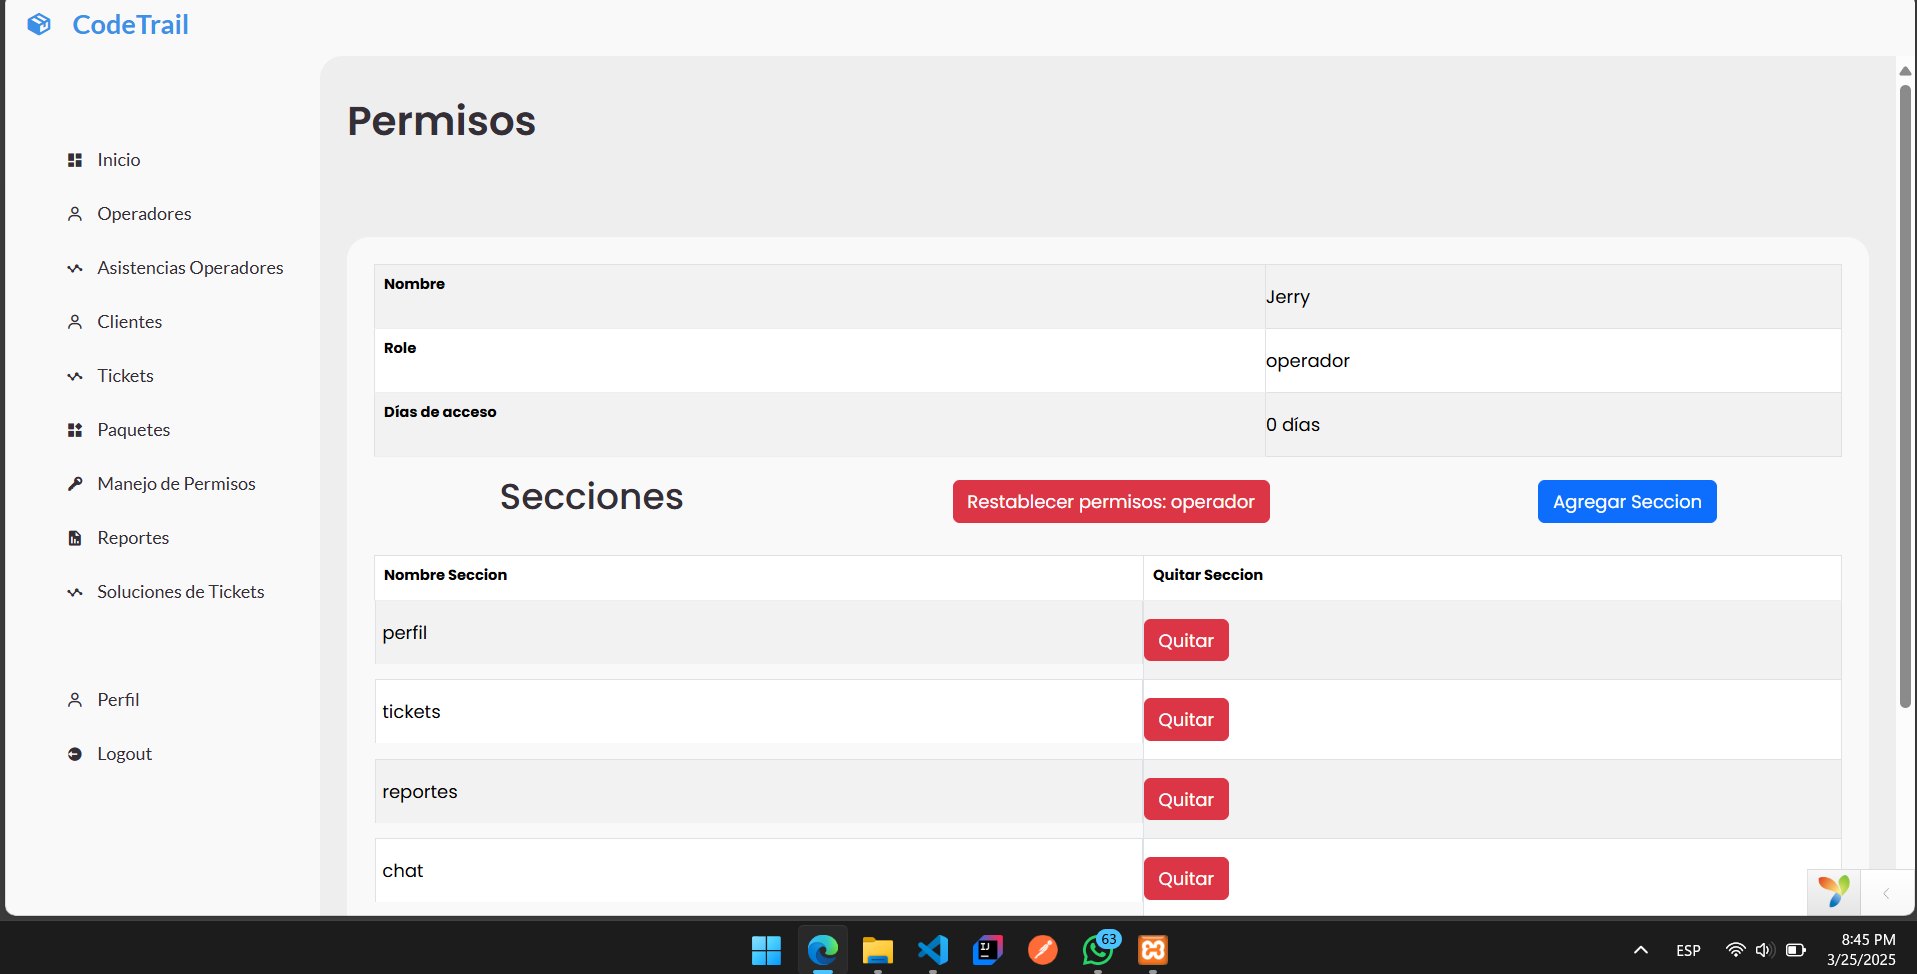 CodeTrail
Inicio
Operadores
Asistencias Operadores
Clientes
Tickets
Paquetes
Manejo de Permisos
Reportes
Soluciones de Tickets
Perfil
Logout
Permisos
Nombre Jerry
Role operador
Días de acceso 0 días
Secciones Restablecer permisos: operador Agregar Seccion
Nombre Seccion Quitar Seccion
perfil Quitar
tickets Quitar
reportes Quitar
chat Quitar
63
ESP
8:45 PM
3/25/2025